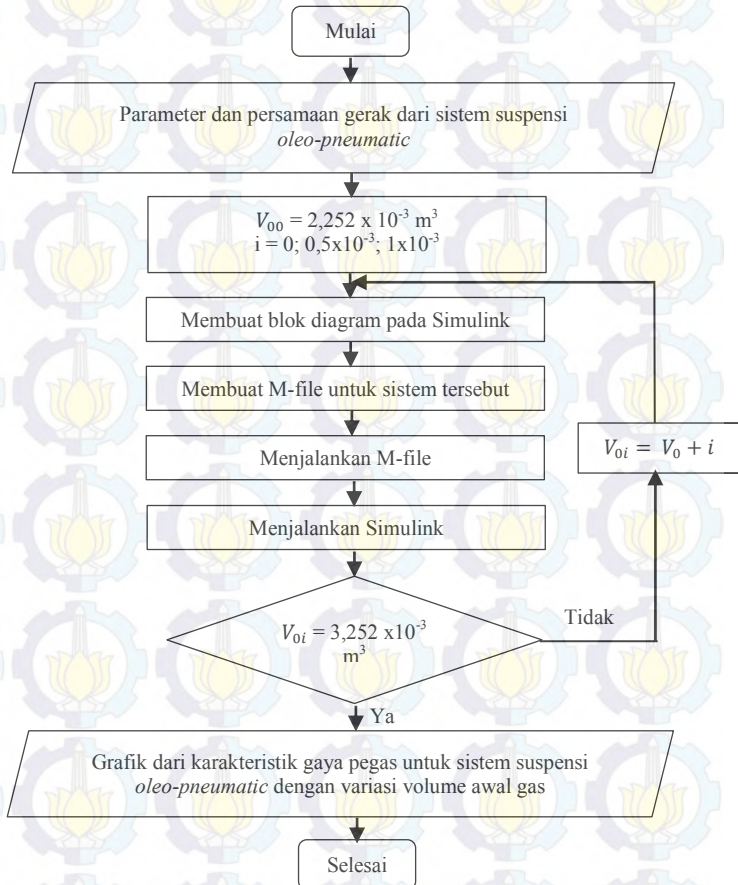 Mulai
Parameter dan persamaan gerak dari sistem suspensi
oleo-pneumatic
V₀₀ = 2,252 x 10⁻³ m³
i = 0; 0,5x10⁻³; 1x10⁻³
Membuat blok diagram pada Simulink
Membuat M-file untuk sistem tersebut
V₀ᵢ = V₀ + i
Menjalankan M-file
Menjalankan Simulink
Tidak
V₀ᵢ = 3,252 x10⁻³
m³
Ya
Grafik dari karakteristik gaya pegas untuk sistem suspensi
oleo-pneumatic dengan variasi volume awal gas
Selesai